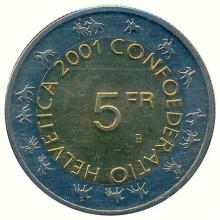 CONFOEDERATIO HELVETICA 2001
5 FR
B